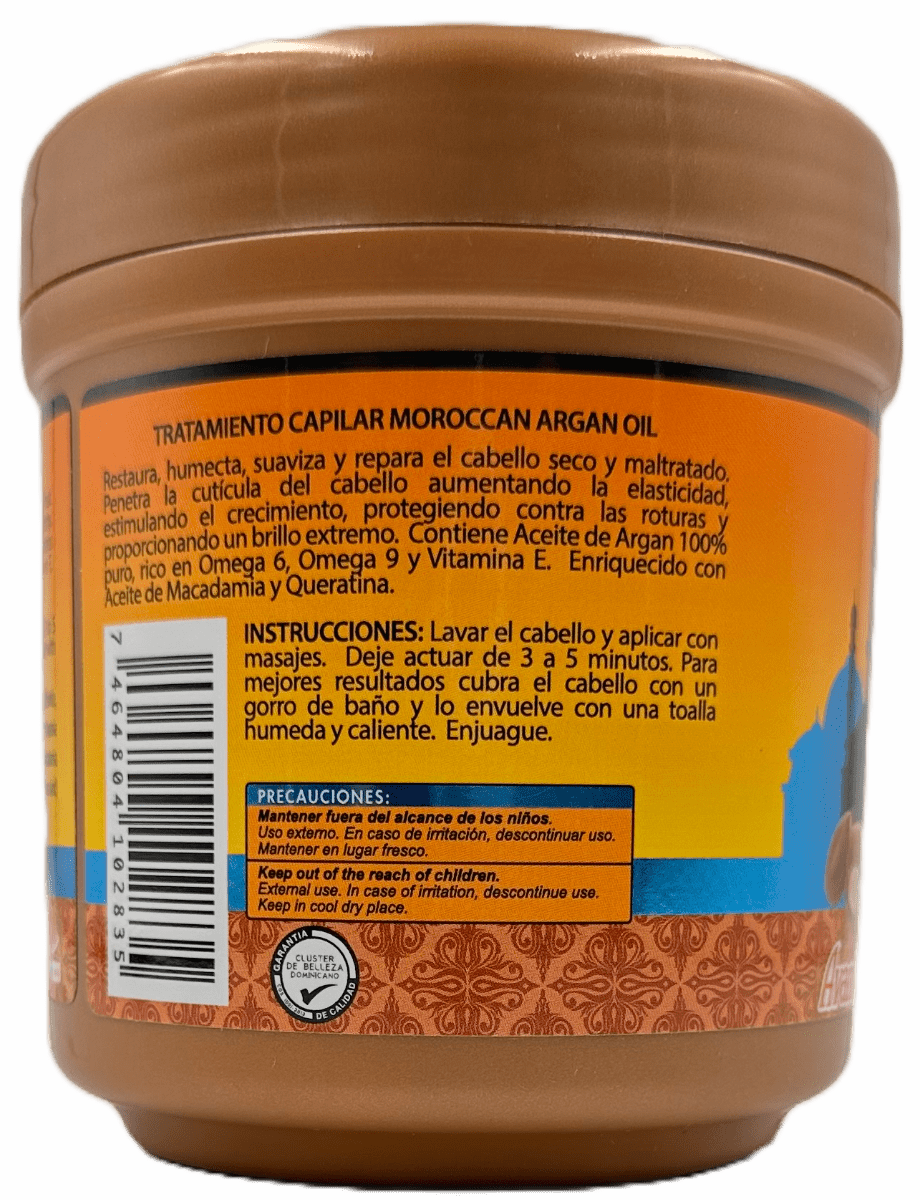 TRATAMIENTO CAPILAR MOROCCAN ARGAN OIL
Restaura, humecta, suaviza y repara el cabello seco y maltratado.
Penetra la cutícula del cabello aumentando la elasticidad,
estimulando el crecimiento, protegiendo contra las roturas y
proporcionando un brillo extremo. Contiene Aceite de Argan 100%
puro, rico en Omega 6, Omega 9 y Vitamina E. Enriquecido con
Aceite de Macadamia y Queratina.
INSTRUCCIONES: Lavar el cabello y aplicar con
masajes. Deje actuar de 3 a 5 minutos. Para
mejores resultados cubra el cabello con un
gorro de baño y lo envuelve con una toalla
humeda y caliente. Enjuague.
7 464804 102835
PRECAUCIONES:
Mantener fuera del alcance de los niños.
Uso externo. En caso de irritación, descontinuar uso.
Mantener en lugar fresco.
Keep out of the reach of children.
External use. In case of irritation, descontinue use.
Keep in cool dry place.
GARANTIA
CLUSTER
DE BELLEZA
DOMINICANO
DE CALIDAD